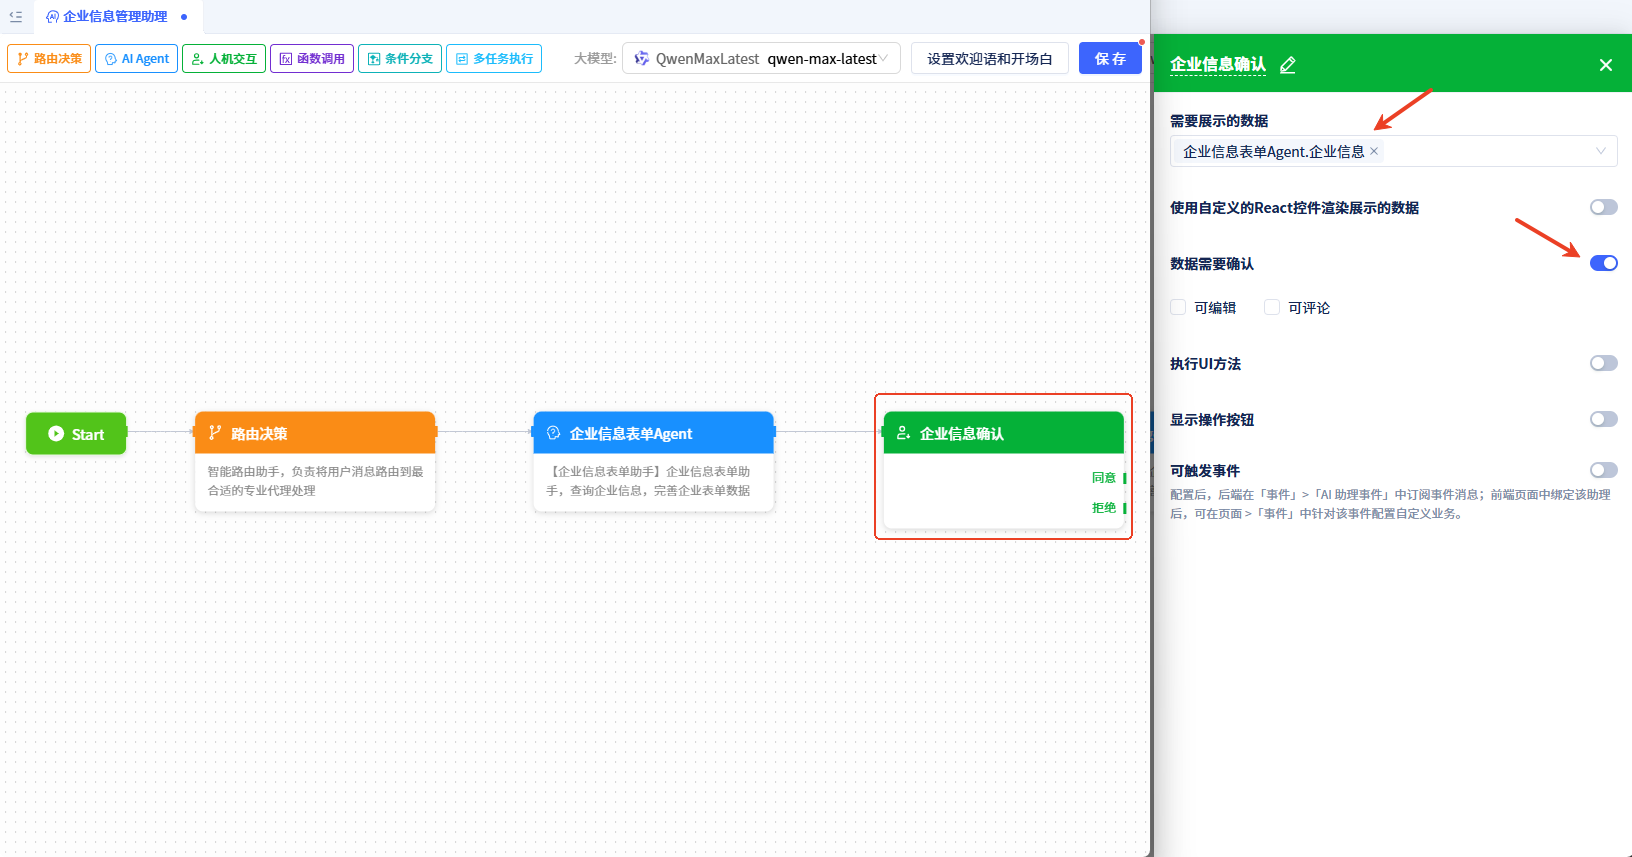 企业信息管理助理
路由决策
AI Agent
人机交互
函数调用
条件分支
多任务执行
大模型:
QwenMaxLatest qwen-max-latest
设置欢迎语和开场白
保 存
Start
路由决策
智能路由助手，负责将用户消息路由到最
合适的专业代理处理
企业信息表单Agent
【企业信息表单助手】企业信息表单助
手，查询企业信息，完善企业表单数据
企业信息确认
同意
拒绝
企业信息确认
需要展示的数据
企业信息表单Agent.企业信息
使用自定义的React控件渲染展示的数据
数据需要确认
可编辑
可评论
执行UI方法
显示操作按钮
可触发事件
配置后，后端在「事件」>「AI 助理事件」中订阅事件消息；前端页面中绑定该助理
后，可在页面 >「事件」中针对该事件配置自定义业务。